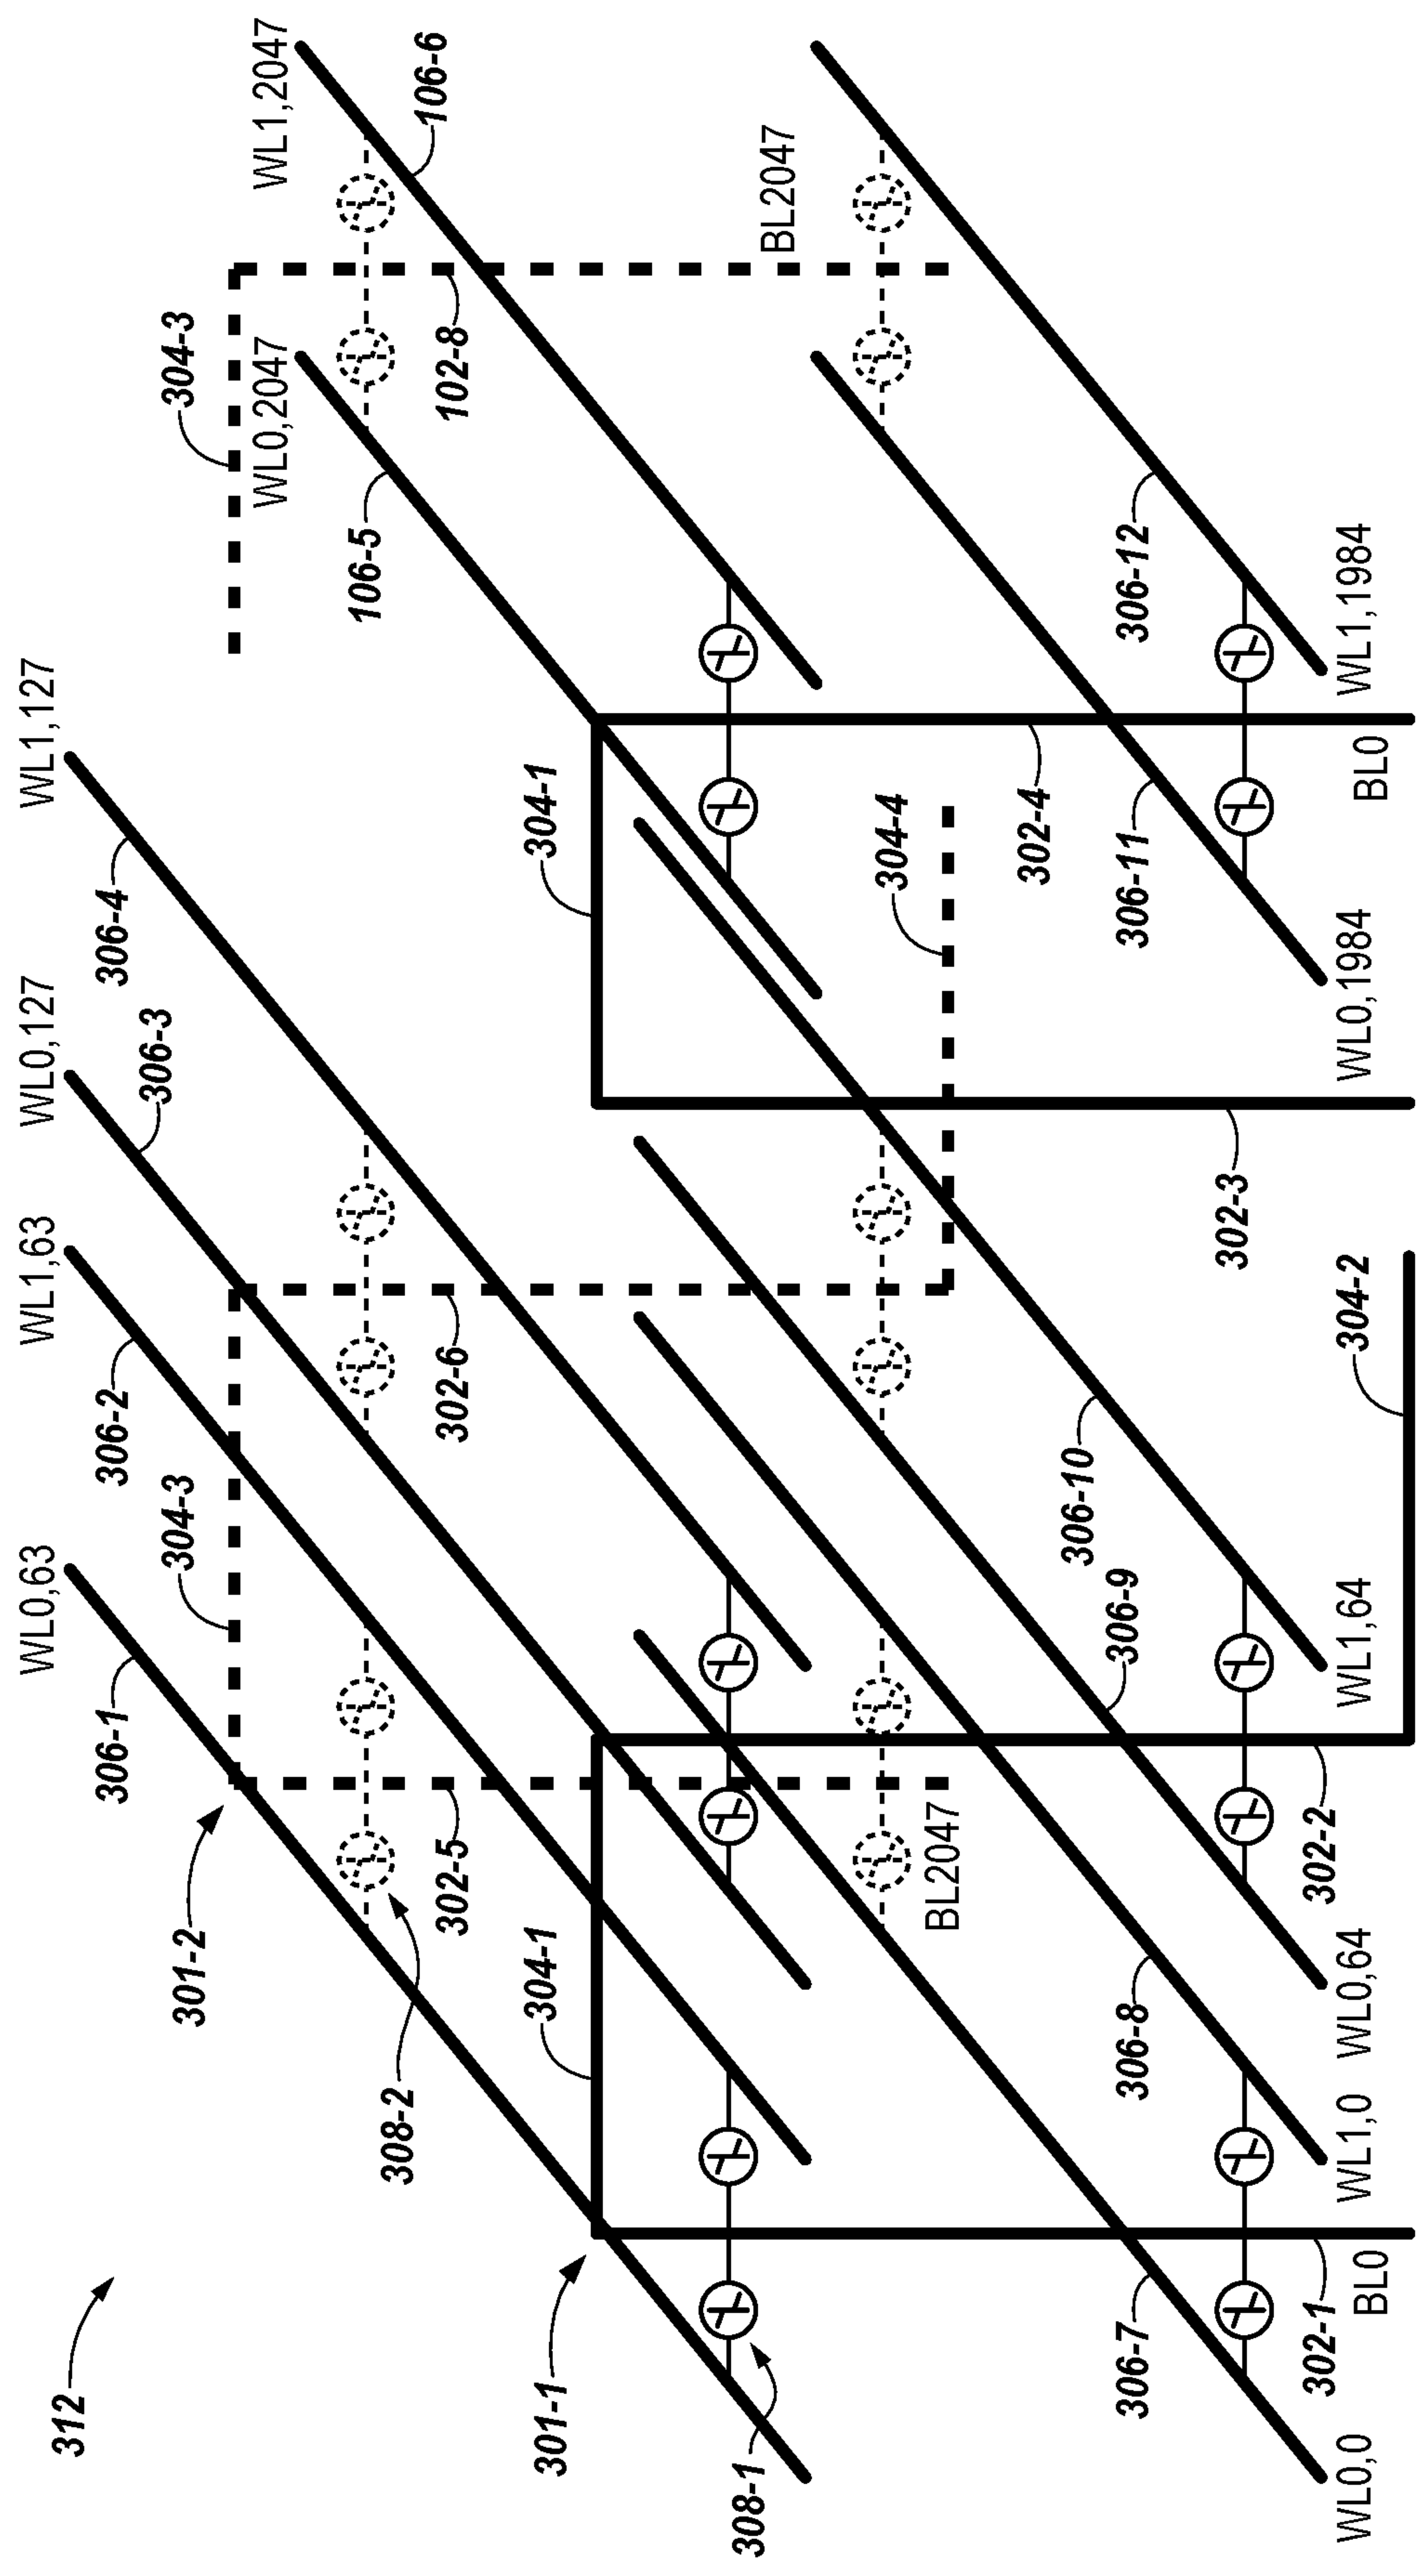 312
WL0,63
WL1,63
WL0,127
WL1,127
306-1
306-2
306-3
306-4
301-2
304-3
304-3
WL0,2047
WL1,2047
308-2
302-5
302-6
106-5
102-8
106-6
301-1
304-1
304-1
308-1
BL2047
304-4
BL2047
302-4
306-7
306-8
306-9
306-10
306-11
306-12
302-1
302-2
302-3
304-2
WL0,0
BL0
WL1,0
WL0,64
WL1,64
WL0,1984
BL0
WL1,1984